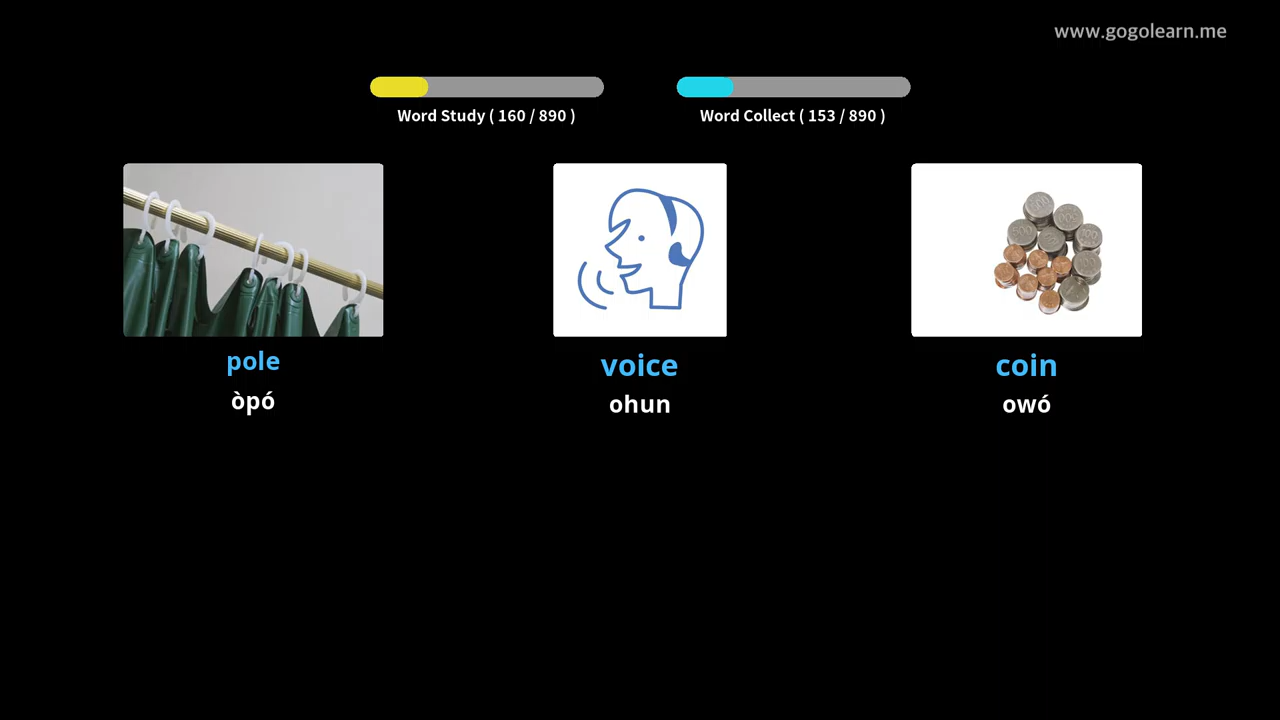 www.gogolearn.me
Word Study ( 160 / 890 )
Word Collect ( 153 / 890 )
pole
voice
coin
òpó
ohun
owó